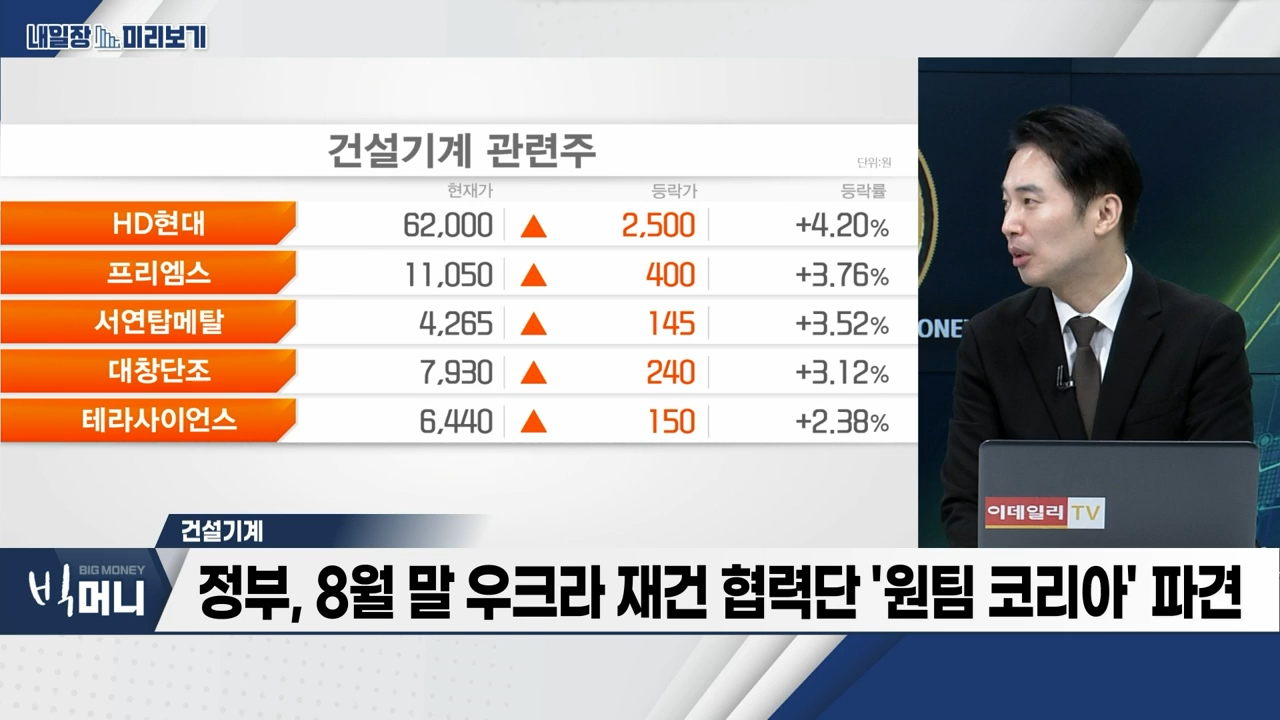 내일장 미리보기
건설기계 관련주
단위:원
현재가 등락가 등락률
HD현대 62,000 ▲ 2,500 +4.20%
프리엠스 11,050 ▲ 400 +3.76%
서연탑메탈 4,265 ▲ 145 +3.52%
대창단조 7,930 ▲ 240 +3.12%
테라사이언스 6,440 ▲ 150 +2.38%
ONE
이데일리 TV
건설기계
BIG MONEY
빅머니
정부, 8월 말 우크라 재건 협력단 '원팀 코리아' 파견